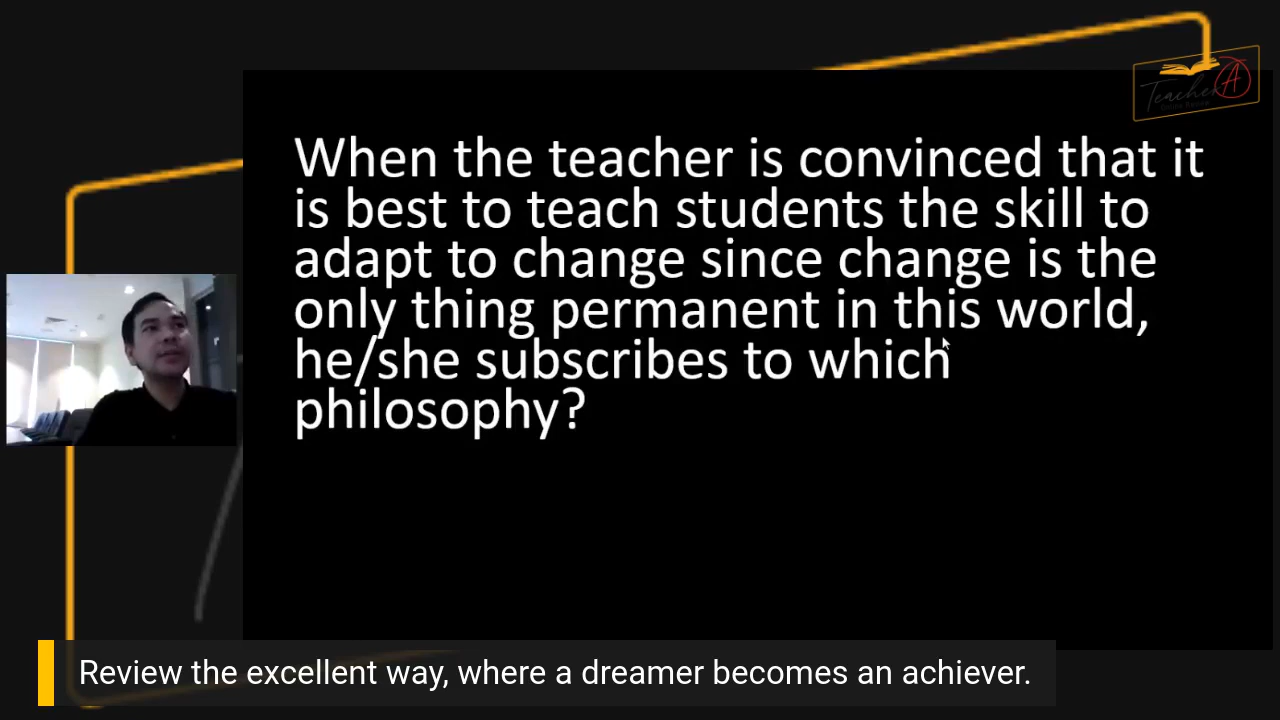 Teacher A
When the teacher is convinced that it
is best to teach students the skill to
adapt to change since change is the
only thing permanent in this world,
he/she subscribes to which
philosophy?
Review the excellent way, where a dreamer becomes an achiever.